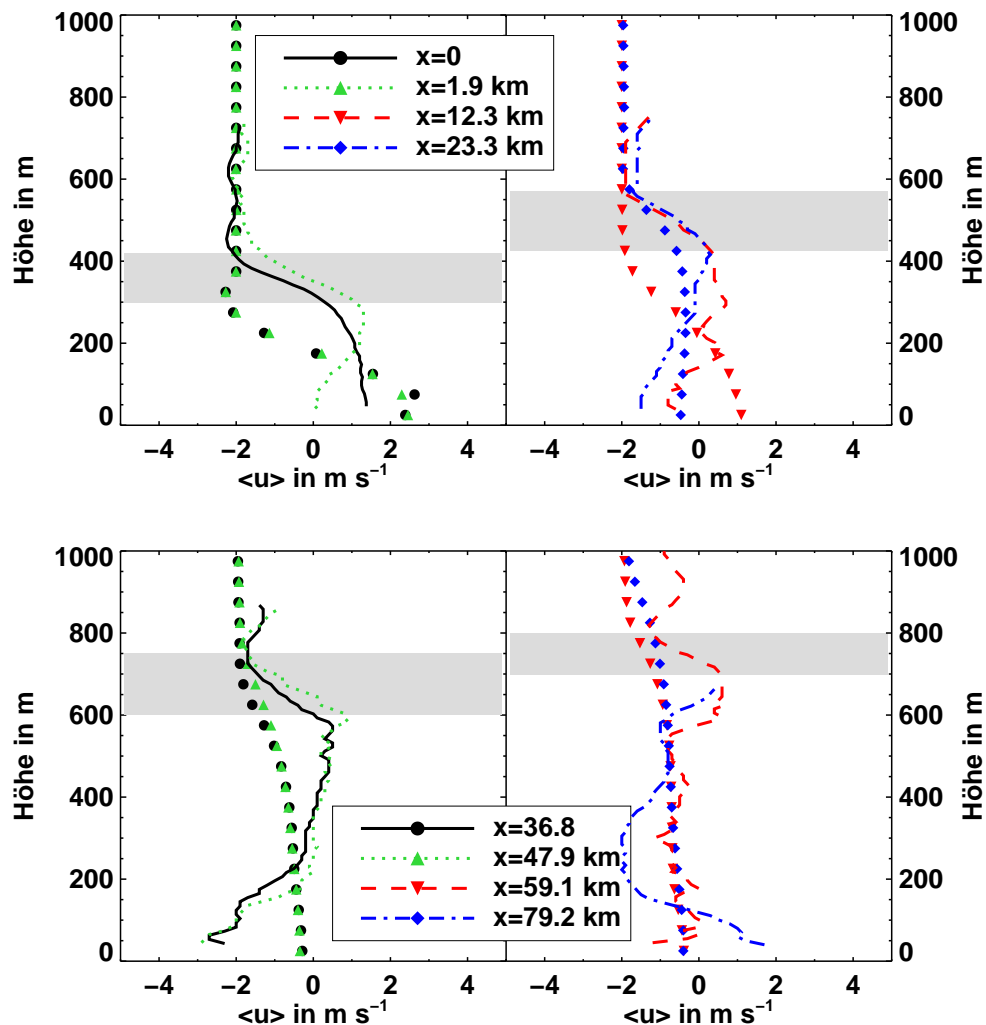 1000
800
600
400
200
0
Höhe in m
−4 −2 0 2 4
<u> in m s−1
x=0
x=1.9 km
x=12.3 km
x=23.3 km
1000
800
600
400
200
0
Höhe in m
−4 −2 0 2 4
<u> in m s−1
1000
800
600
400
200
0
Höhe in m
−4 −2 0 2 4
<u> in m s−1
x=36.8
x=47.9 km
x=59.1 km
x=79.2 km
1000
800
600
400
200
0
Höhe in m
−4 −2 0 2 4
<u> in m s−1